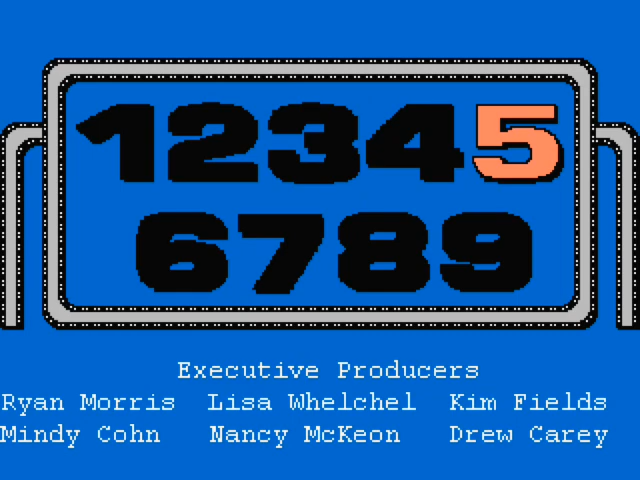 12345
6789
Executive Producers
Ryan Morris Lisa Whelchel Kim Fields
Mindy Cohn Nancy McKeon Drew Carey